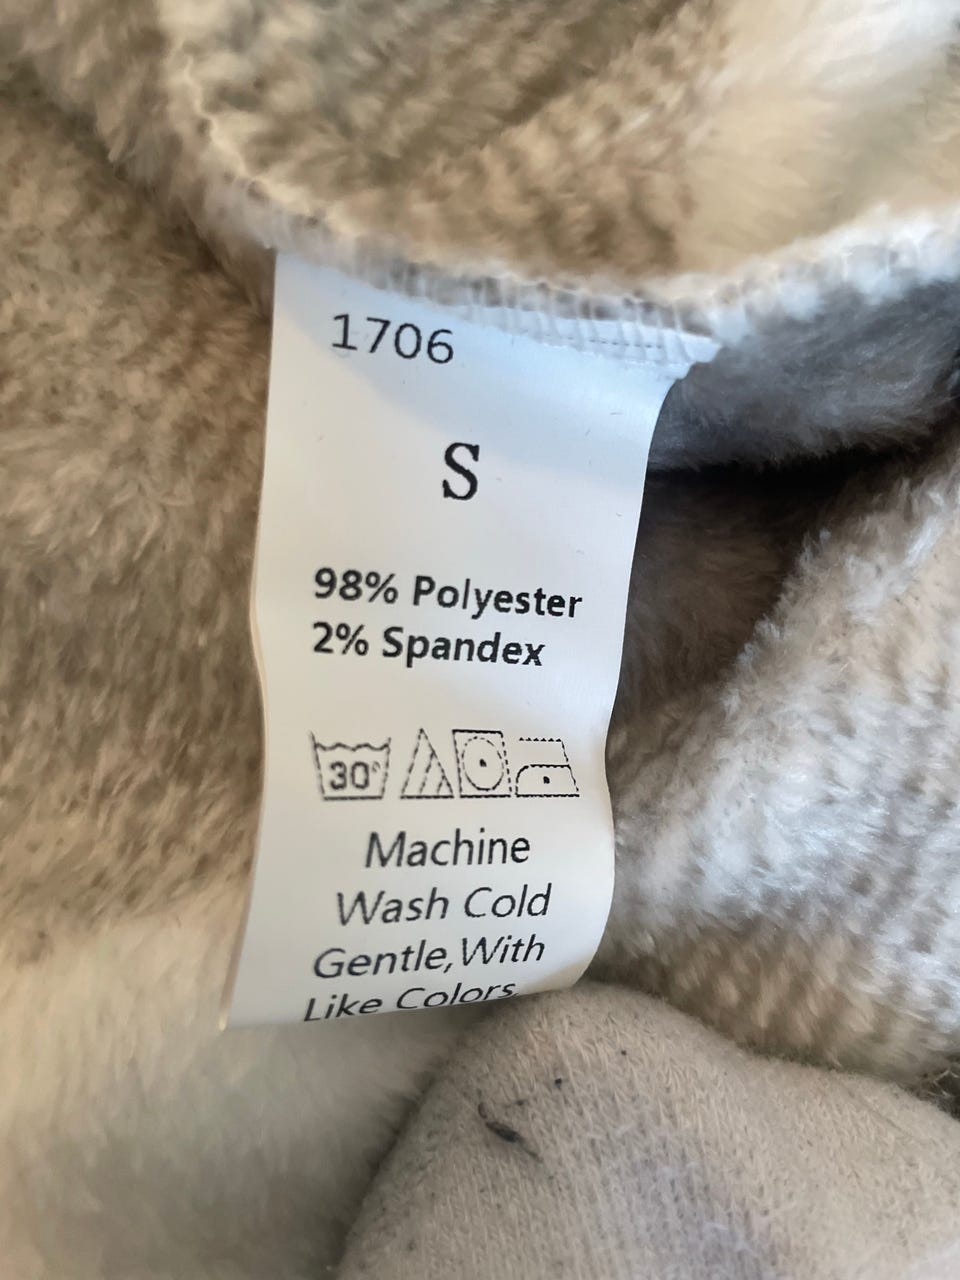 1706
S
98% Polyester
2% Spandex
30°
Machine
Wash Cold
Gentle,With
Like Colors,